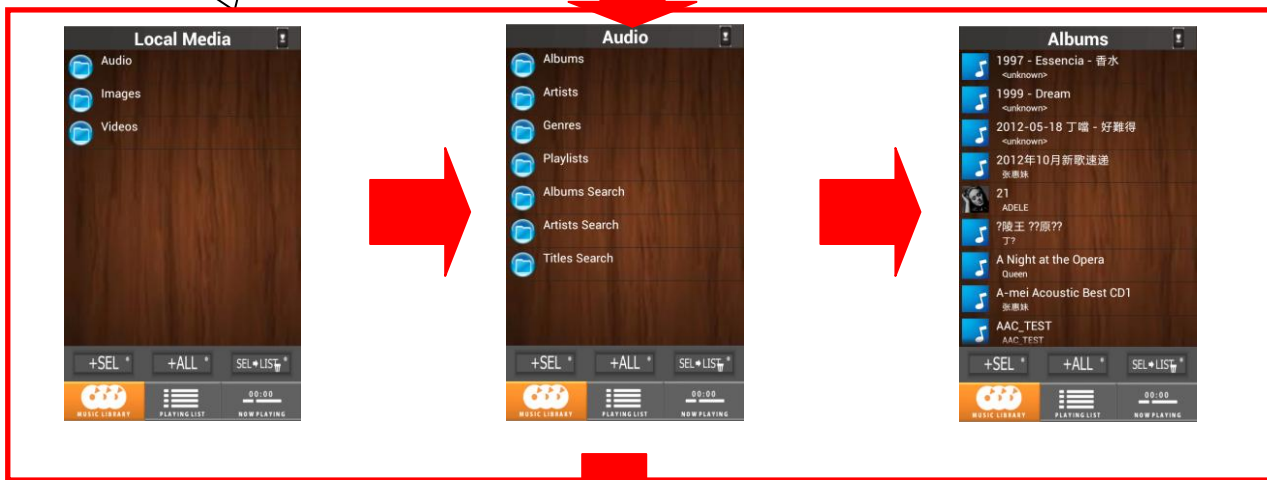 Local Media
Audio
Images
Videos
+SEL *
+ALL *
SEL LIST *
MUSIC LIBRARY
PLAYING LIST
00:00
NOW PLAYING
Audio
Albums
Artists
Genres
Playlists
Albums Search
Artists Search
Titles Search
+SEL *
+ALL *
SEL LIST *
MUSIC LIBRARY
PLAYING LIST
00:00
NOW PLAYING
Albums
1997 - Essencia - 香水
<unknown>
1999 - Dream
<unknown>
2012-05-18 丁噹 - 好難得
<unknown>
2012年10月新歌速递
张惠妹
21
ADELE
?陵王 ??原??
丁?
A Night at the Opera
Queen
A-mei Acoustic Best CD1
张惠妹
AAC_TEST
AAC_TEST
+SEL *
+ALL *
SEL LIST *
MUSIC LIBRARY
PLAYING LIST
00:00
NOW PLAYING